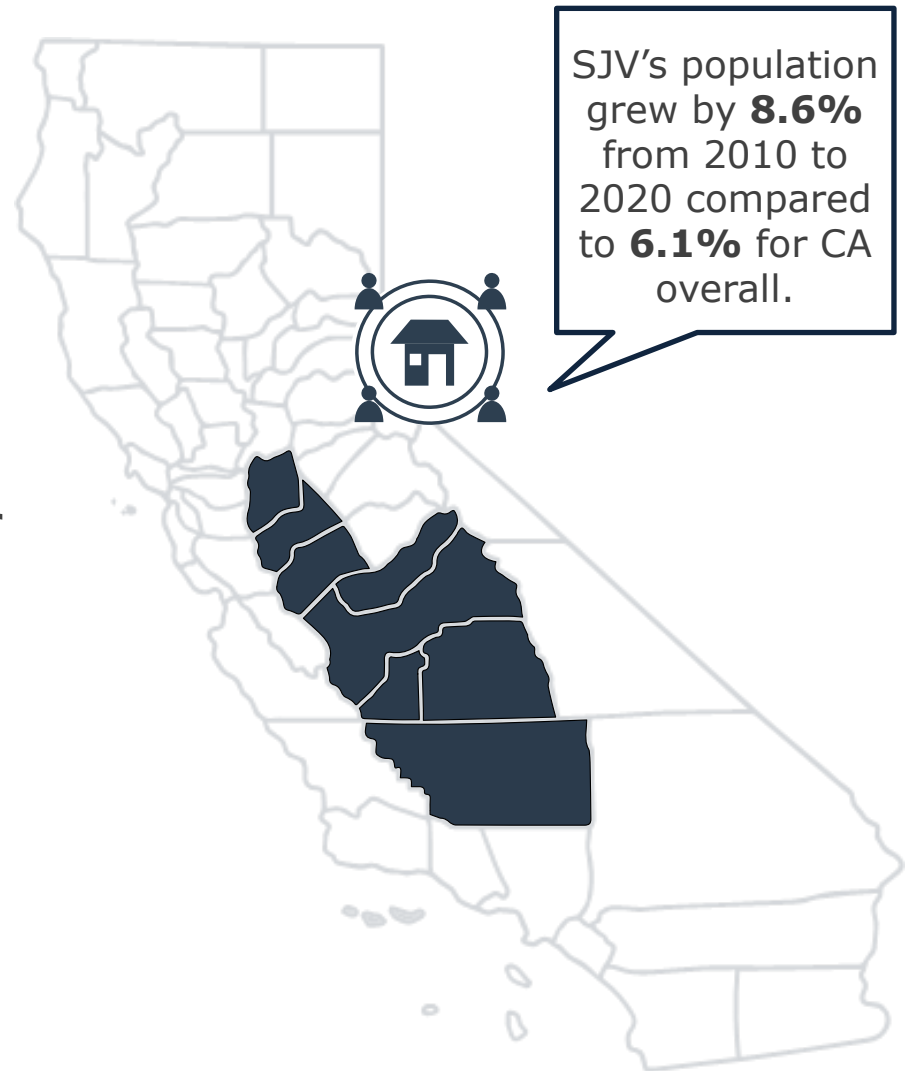 SJV’s population
grew by 8.6%
from 2010 to
2020 compared
to 6.1% for CA
overall.